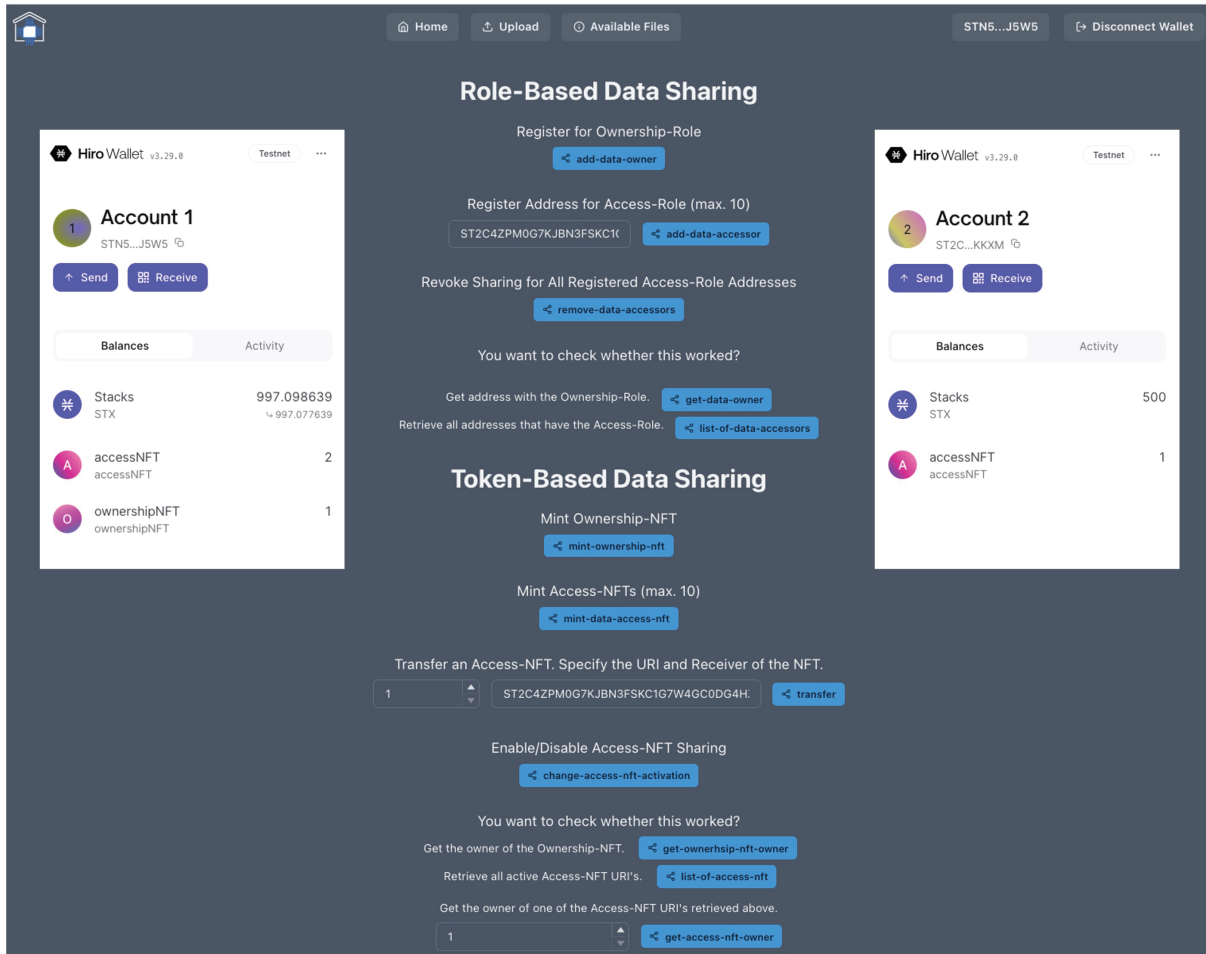 Home Upload Available Files STN5...J5W5 Disconnect Wallet
Role-Based Data Sharing
Register for Ownership-Role
add-data-owner
Register Address for Access-Role (max. 10)
ST2C4ZPM0G7KJBN3FSKC1( add-data-accessor
Revoke Sharing for All Registered Access-Role Addresses
remove-data-accessors
You want to check whether this worked?
Get address with the Ownership-Role. get-data-owner
Retrieve all addresses that have the Access-Role. list-of-data-accessors
Hiro Wallet v3.29.0 Testnet ...
1 Account 1
STN5...J5W5
Send Receive
Balances Activity
Stacks 997.098639
STX 997.077639
A accessNFT 2
accessNFT
O ownershipNFT 1
ownershipNFT
Hiro Wallet v3.29.0 Testnet ...
2 Account 2
ST2C...KKXM
Send Receive
Balances Activity
Stacks 500
STX
A accessNFT 1
accessNFT
Token-Based Data Sharing
Mint Ownership-NFT
mint-ownership-nft
Mint Access-NFTs (max. 10)
mint-data-access-nft
Transfer an Access-NFT. Specify the URI and Receiver of the NFT.
1 ST2C4ZPM0G7KJBN3FSKC1G7W4GC0DG4H. transfer
Enable/Disable Access-NFT Sharing
change-access-nft-activation
You want to check whether this worked?
Get the owner of the Ownership-NFT. get-ownerhsip-nft-owner
Retrieve all active Access-NFT URI's. list-of-access-nft
Get the owner of one of the Access-NFT URI's retrieved above.
1 get-access-nft-owner